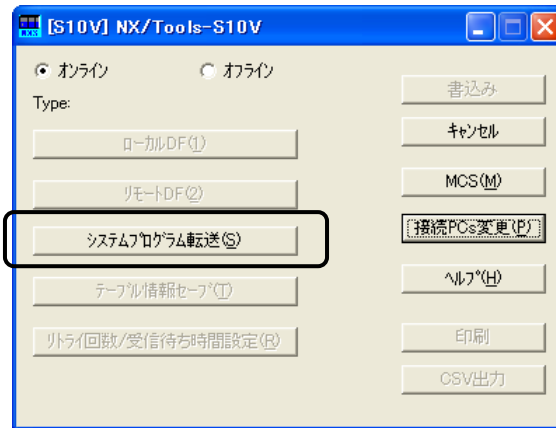 [S10V] NX/Tools-S10V
オンライン オフライン
Type:
ローカルDF(1)
リモートDF(2)
システムプログラム転送(S)
テーブル情報セーブ(T)
リトライ回数/受信待ち時間設定(R)
書込み
キャンセル
MCS(M)
接続PCs変更(P)
ヘルプ(H)
印刷
CSV出力